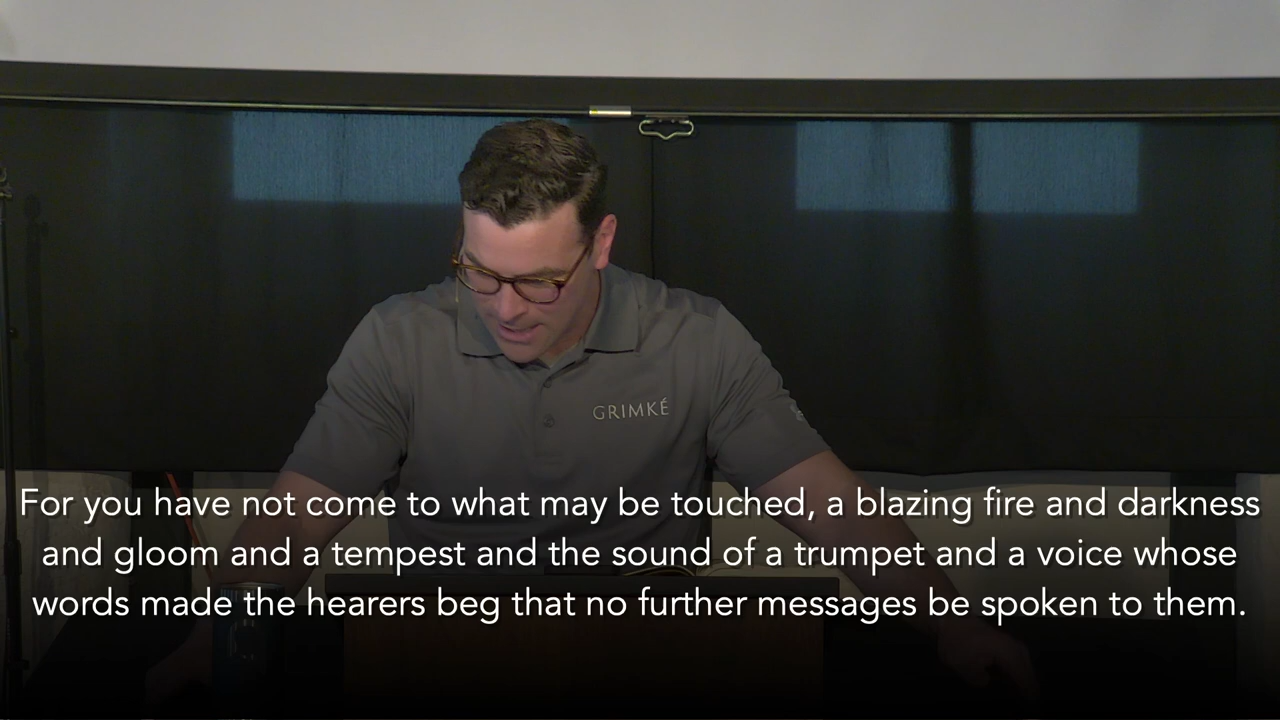 GRIMKÉ
For you have not come to what may be touched, a blazing fire and darkness
and gloom and a tempest and the sound of a trumpet and a voice whose
words made the hearers beg that no further messages be spoken to them.